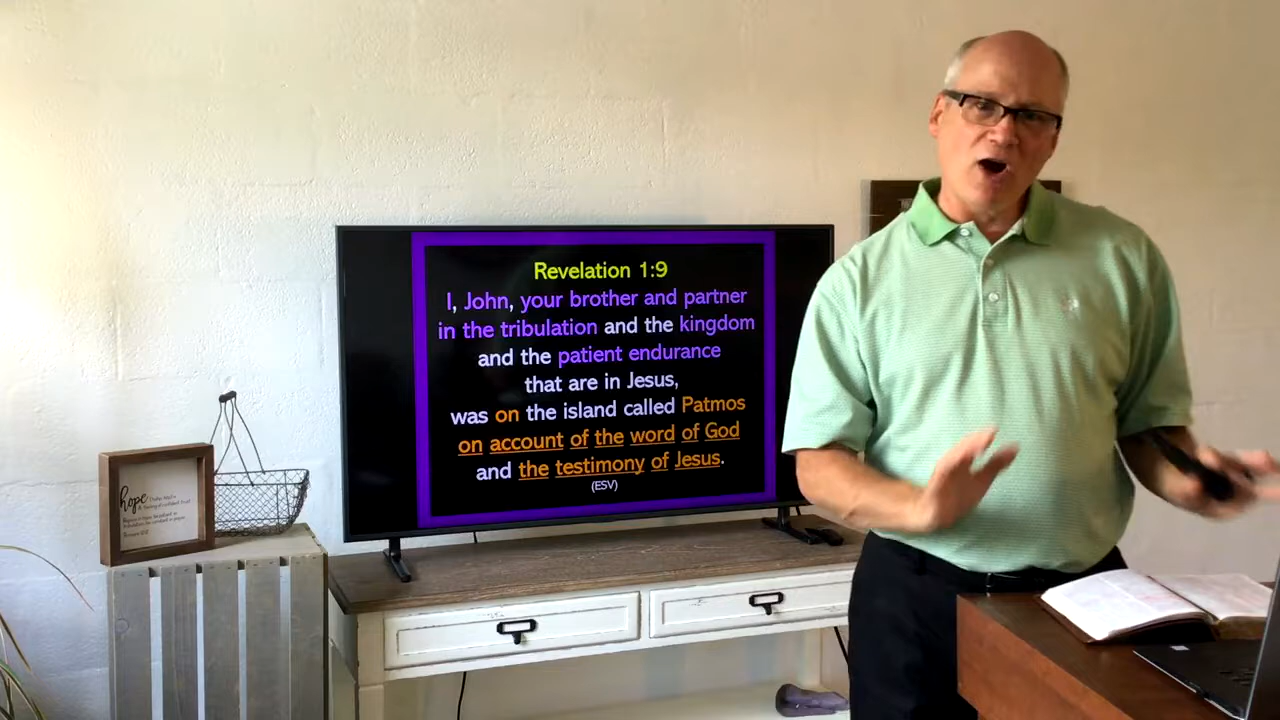 Revelation 1:9
I, John, your brother and partner
in the tribulation and the kingdom
and the patient endurance
that are in Jesus,
was on the island called Patmos
on account of the word of God
and the testimony of Jesus.
(ESV)
hope